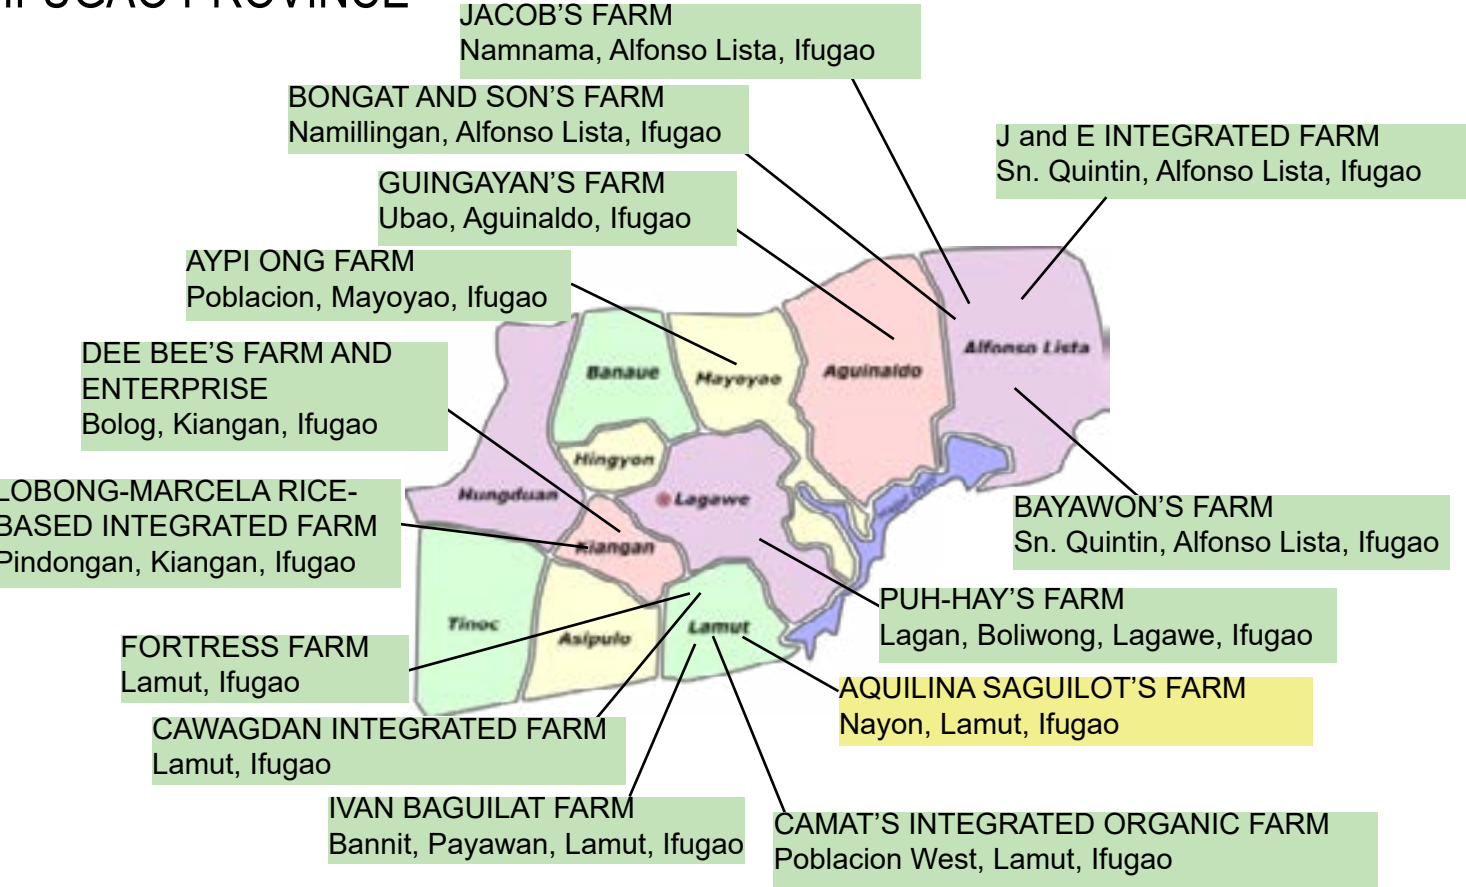 IFUGAO PROVINCE
JACOB’S FARM
Namnama, Alfonso Lista, Ifugao
BONGAT AND SON’S FARM
Namillingan, Alfonso Lista, Ifugao
J and E INTEGRATED FARM
Sn. Quintin, Alfonso Lista, Ifugao
GUINGAYAN’S FARM
Ubao, Aguinaldo, Ifugao
AYPI ONG FARM
Poblacion, Mayoyao, Ifugao
DEE BEE’S FARM AND
ENTERPRISE
Bolog, Kiangan, Ifugao
LOBONG-MARCELA RICE-
BASED INTEGRATED FARM
Pindongan, Kiangan, Ifugao
Alfonso Lista
Banaue
Mayoyao
Aguinaldo
Hingyon
Hungduan
Lagawe
Kiangan
Tinoc
Asipulo
Lamut
BAYAWON’S FARM
Sn. Quintin, Alfonso Lista, Ifugao
PUH-HAY’S FARM
Lagan, Boliwong, Lagawe, Ifugao
FORTRESS FARM
Lamut, Ifugao
AQUILINA SAGUILOT’S FARM
Nayon, Lamut, Ifugao
CAWAGDAN INTEGRATED FARM
Lamut, Ifugao
IVAN BAGUILAT FARM
Bannit, Payawan, Lamut, Ifugao
CAMAT’S INTEGRATED ORGANIC FARM
Poblacion West, Lamut, Ifugao